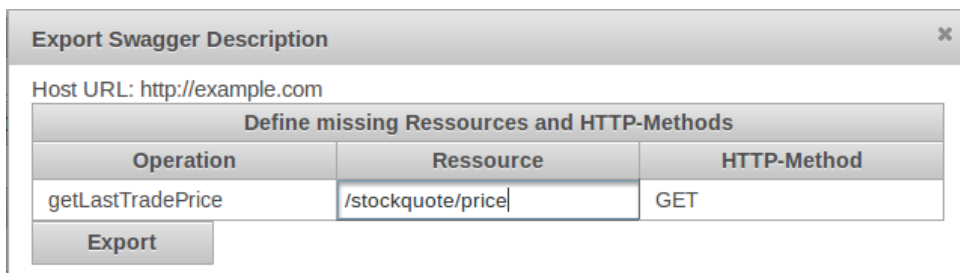 Export Swagger Description
Host URL: http://example.com
Define missing Ressources and HTTP-Methods
Operation Ressource HTTP-Method
getLastTradePrice /stockquote/price GET
Export